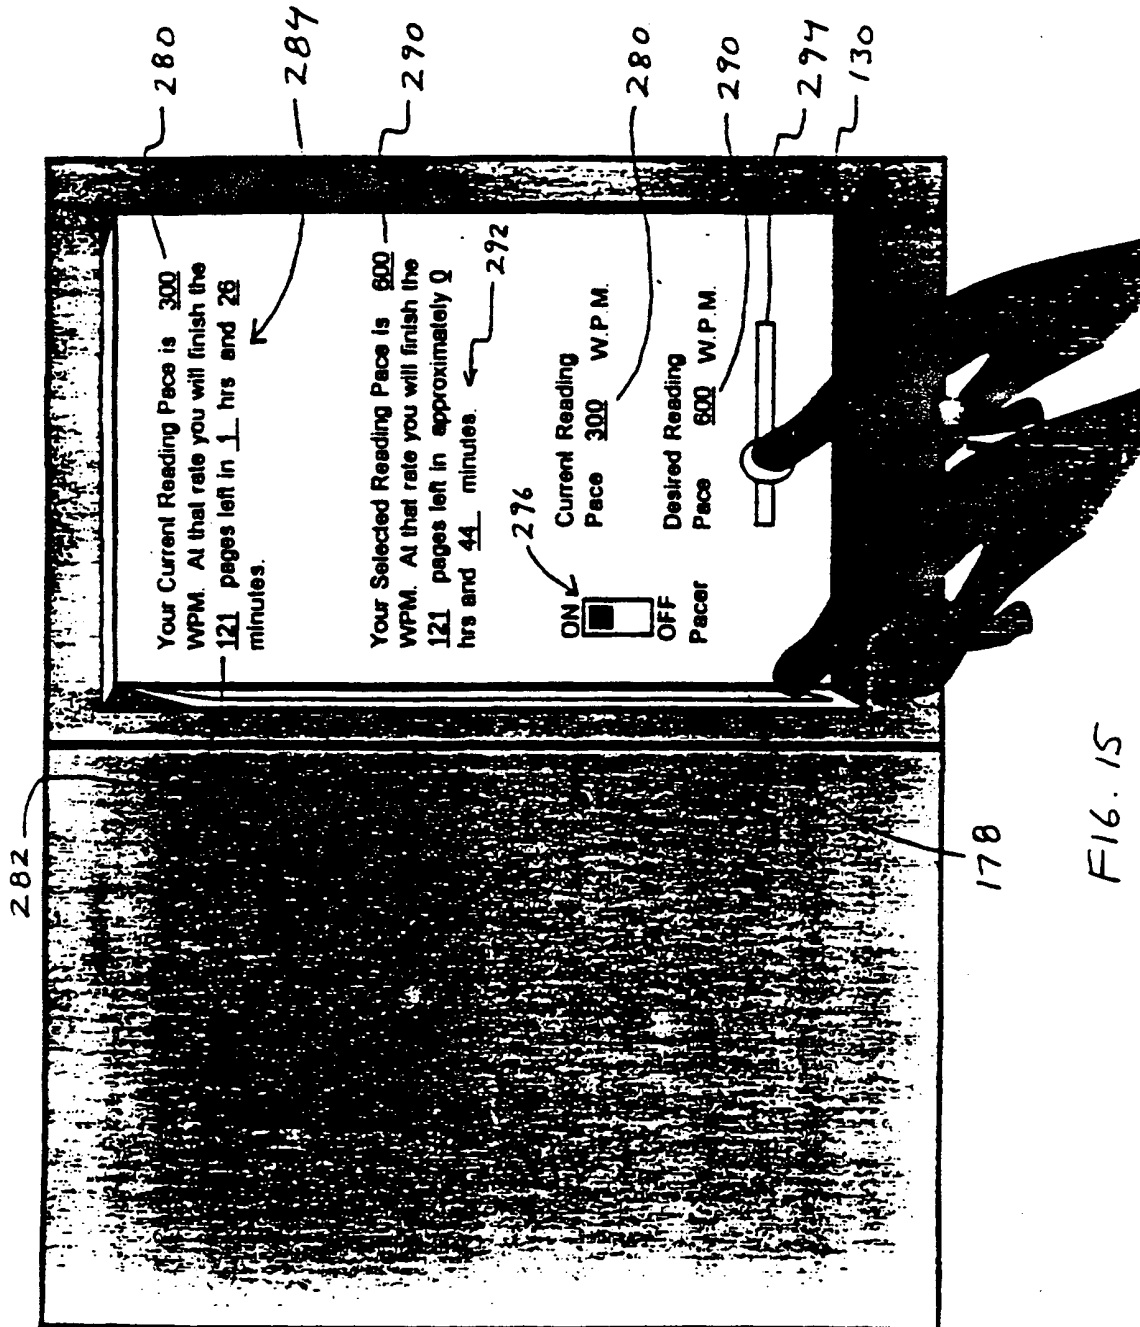 Your Current Reading Pace is 300
WPM. At that rate you will finish the
121 pages left in 1 hrs and 26
minutes.
Your Selected Reading Pace is 600
WPM. At that rate you will finish the
121 pages left in approximately 0
hrs and 44 minutes.
ON
OFF
Pacer
Current Reading
Pace 300 W.P.M.
Desired Reading
Pace 600 W.P.M.
280
284
290
292
280
290
294
130
296
282
178
FIG. 15